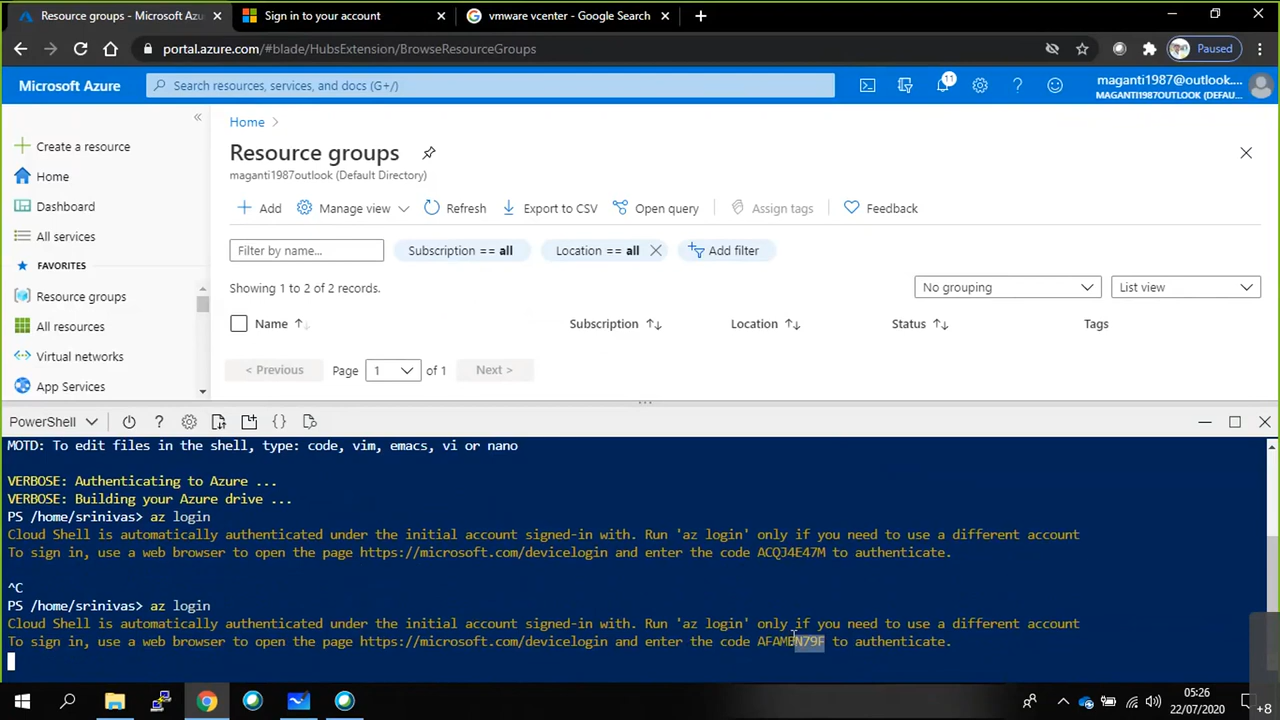 Resource groups - Microsoft Azu
Sign in to your account
vmware vcenter - Google Search
portal.azure.com/#blade/HubsExtension/BrowseResourceGroups
Paused
Microsoft Azure
Search resources, services, and docs (G+/)
11
maganti1987@outlook....
MAGANTI1987OUTLOOK (DEFAU...
Create a resource
Home
Dashboard
All services
FAVORITES
Resource groups
All resources
Virtual networks
App Services
Home >
Resource groups
maganti1987outlook (Default Directory)
Add
Manage view
Refresh
Export to CSV
Open query
Assign tags
Feedback
Filter by name...
Subscription == all
Location == all
Add filter
Showing 1 to 2 of 2 records.
No grouping
List view
Name
Subscription
Location
Status
Tags
< Previous
Page 1 of 1
Next >
PowerShell
MOTD: To edit files in the shell, type: code, vim, emacs, vi or nano
VERBOSE: Authenticating to Azure ...
VERBOSE: Building your Azure drive ...
PS /home/srinivas> az login
Cloud Shell is automatically authenticated under the initial account signed-in with. Run 'az login' only if you need to use a different account
To sign in, use a web browser to open the page https://microsoft.com/devicelogin and enter the code ACQJ4E47M to authenticate.
^C
PS /home/srinivas> az login
Cloud Shell is automatically authenticated under the initial account signed-in with. Run 'az login' only if you need to use a different account
To sign in, use a web browser to open the page https://microsoft.com/devicelogin and enter the code to authenticate.
05:26
22/07/2020
+8